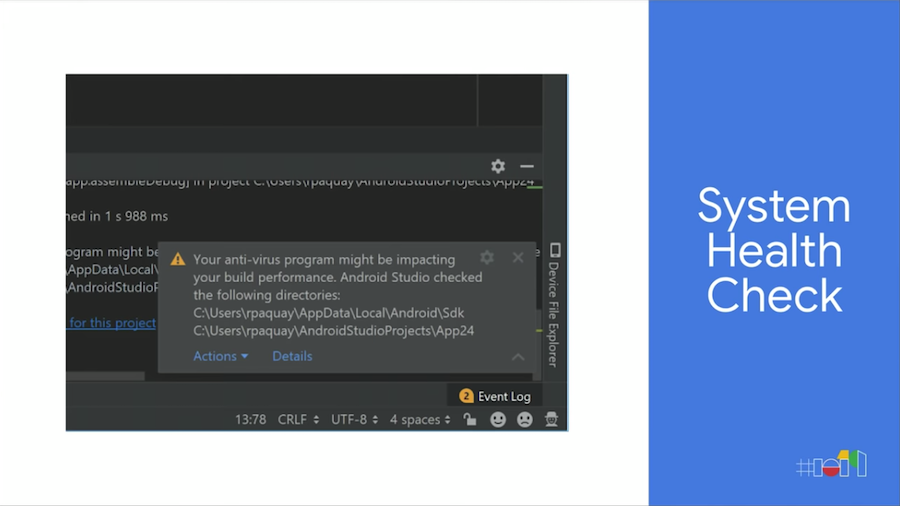 app:assembleDebug] in project C:\Users\rpaquay\AndroidStudioProjects\App24
ned in 1 s 988 ms
ogram might be
\AppData\Local\
\AndroidStudioP
for this project
Your anti-virus program might be impacting
your build performance. Android Studio checked
the following directories:
C:\Users\rpaquay\AppData\Local\Android\Sdk
C:\Users\rpaquay\AndroidStudioProjects\App24
Actions
Details
Device File Explorer
2 Event Log
13:78 CRLF UTF-8 4 spaces
System
Health
Check
#io19